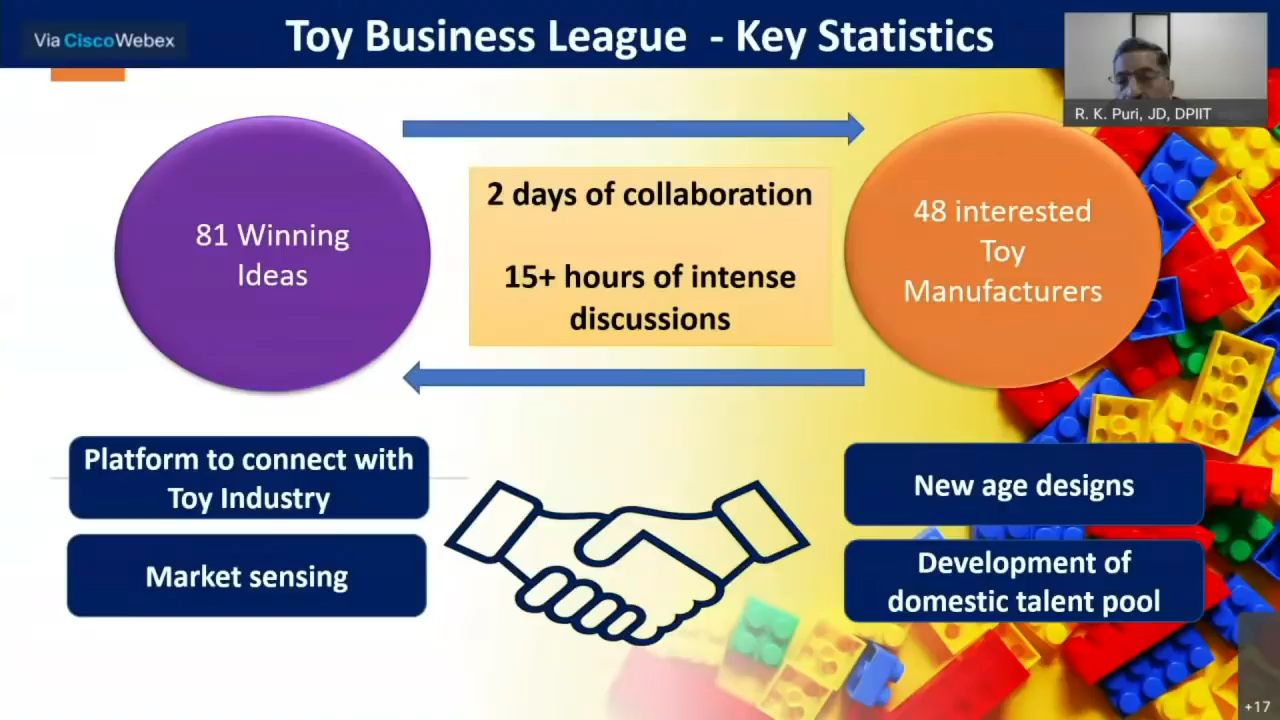 Via CiscoWebex
Toy Business League - Key Statistics
R. K. Puri, JD, DPIIT
81 Winning
Ideas
2 days of collaboration
15+ hours of intense
discussions
48 interested
Toy
Manufacturers
Platform to connect with
Toy Industry
Market sensing
New age designs
Development of
domestic talent pool
+17